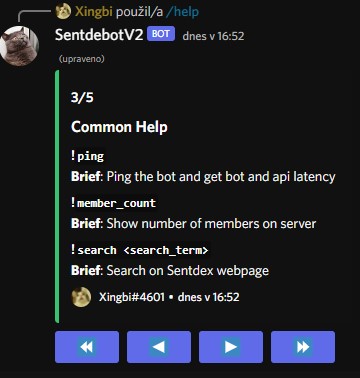 Xingbi použil/a /help
SentdebotV2 BOT dnes v 16:52
(upraveno)
3/5
Common Help
!ping
Brief: Ping the bot and get bot and api latency
!member_count
Brief: Show number of members on server
!search <search_term>
Brief: Search on Sentdex webpage
Xingbi#4601 • dnes v 16:52